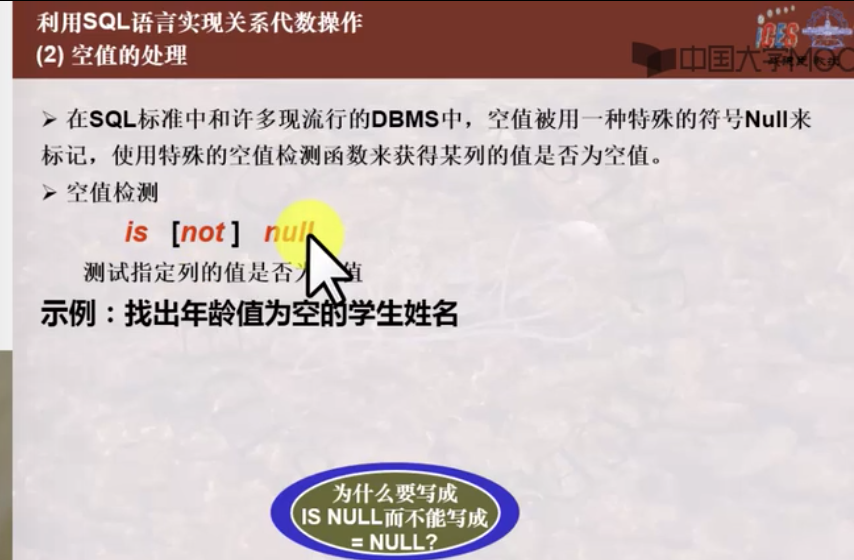 利用SQL语言实现关系代数操作
(2) 空值的处理
ICES
中国大学MOOC
➢ 在SQL标准中和许多现流行的DBMS中，空值被用一种特殊的符号Null来
标记，使用特殊的空值检测函数来获得某列的值是否为空值。
➢ 空值检测
is [not ] null
测试指定列的值是否为 值
示例：找出年龄值为空的学生姓名
为什么要写成
IS NULL而不能写成
= NULL?